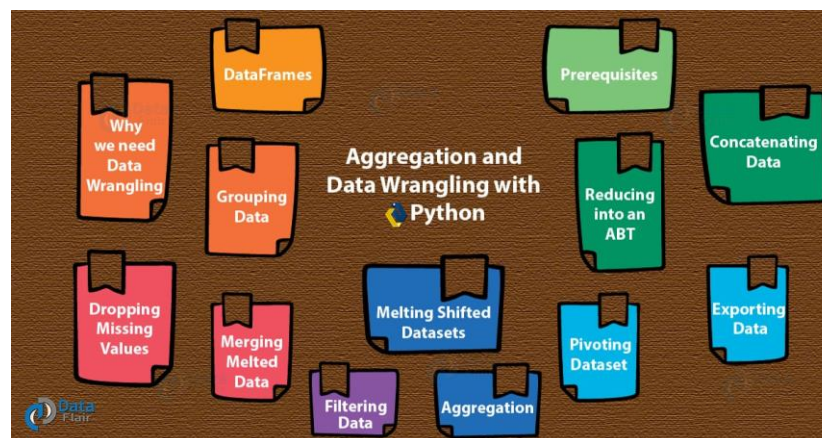 DataFrames
Prerequisites
Why
we need
Data
Wrangling
Grouping
Data
Aggregation and
Data Wrangling with
Python
Reducing
into an
ABT
Concatenating
Data
Dropping
Missing
Values
Merging
Melted
Data
Melting Shifted
Datasets
Pivoting
Dataset
Exporting
Data
Filtering
Data
Aggregation
Data
Flair